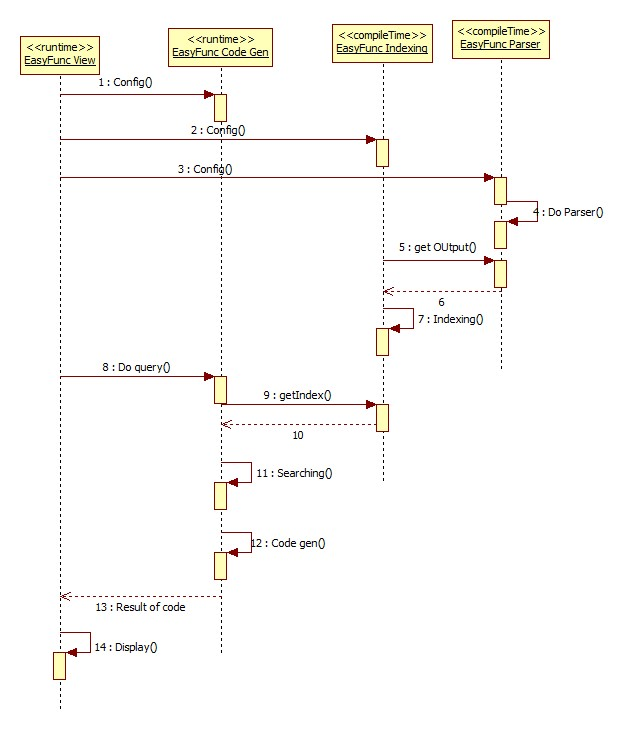 <<runtime>>
EasyFunc View
<<runtime>>
EasyFunc Code Gen
<<compileTime>>
EasyFunc Indexing
<<compileTime>>
EasyFunc Parser
1 : Config()
2 : Config()
3 : Config()
4 : Do Parser()
5 : get OUtput()
6
7 : Indexing()
8 : Do query()
9 : getIndex()
10
11 : Searching()
12 : Code gen()
13 : Result of code
14 : Display()